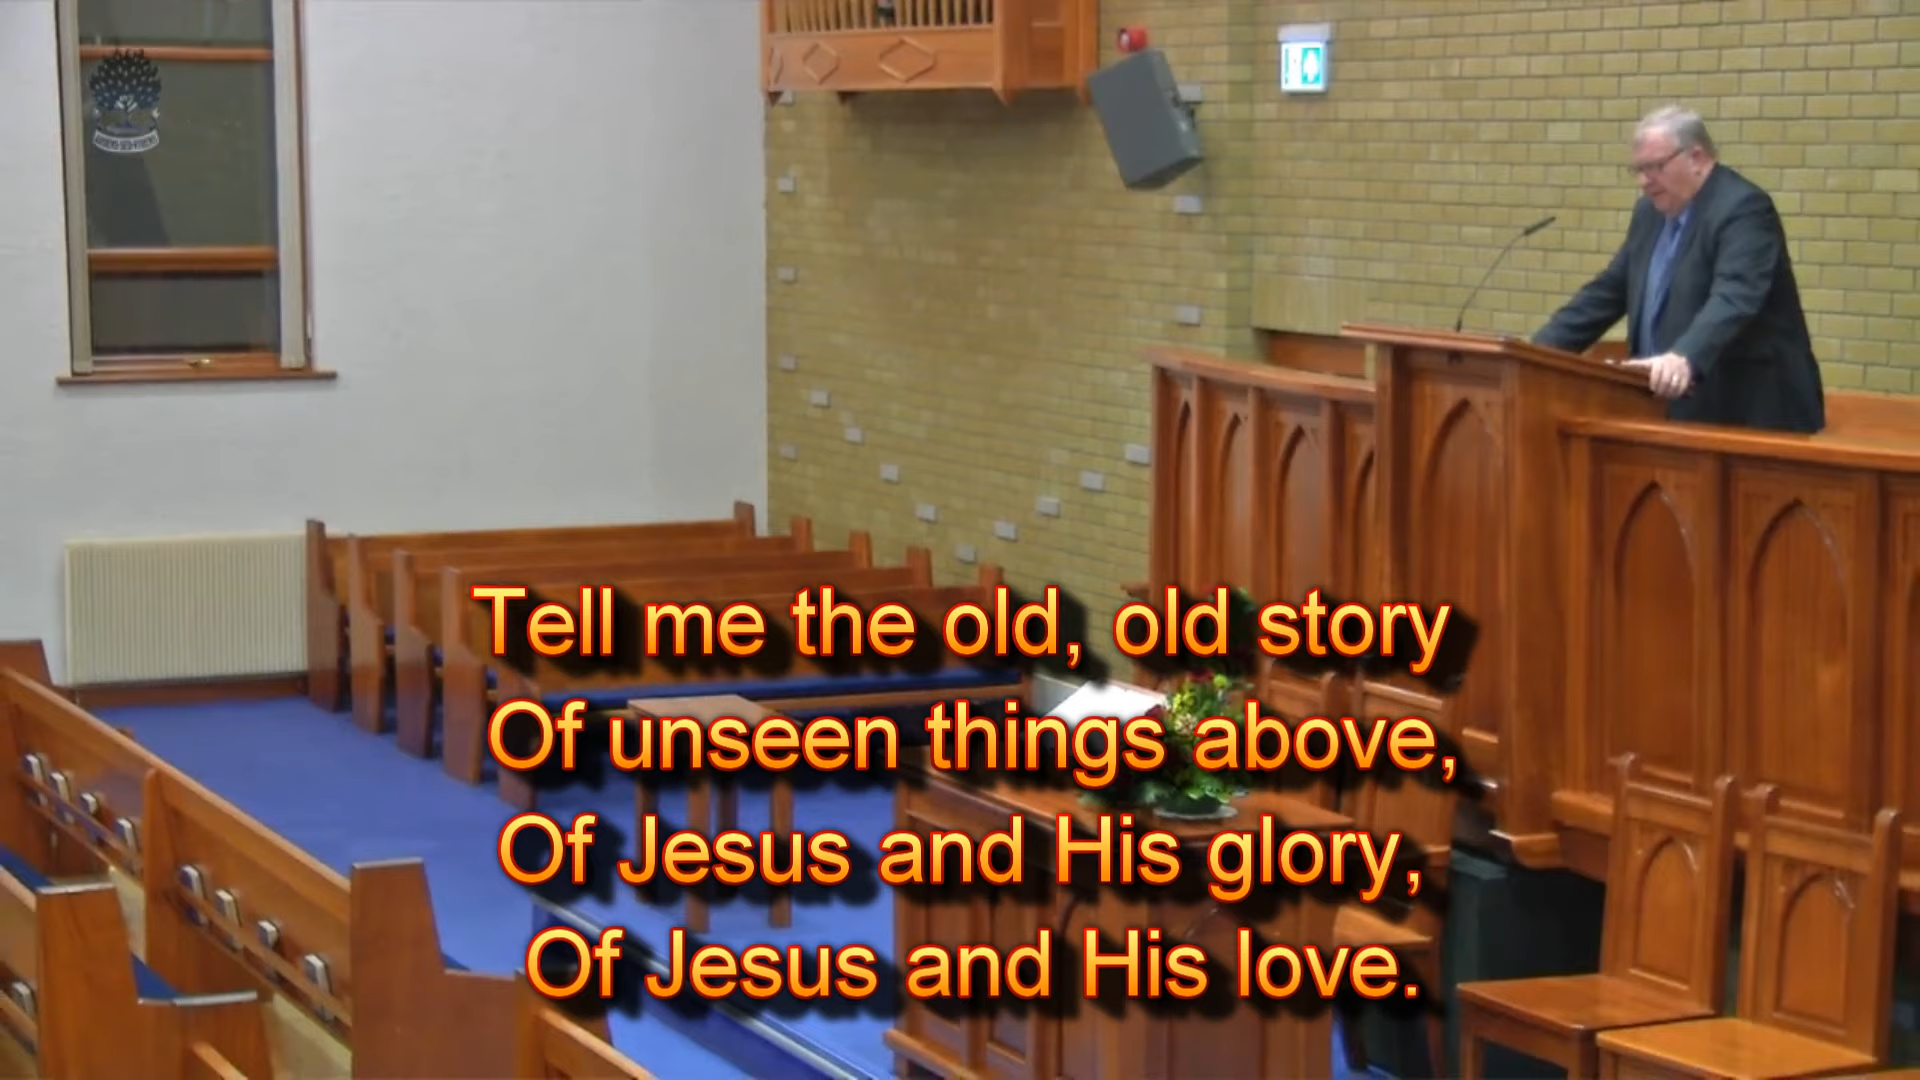 Tell me the old, old story
Of unseen things above,
Of Jesus and His glory,
Of Jesus and His love.